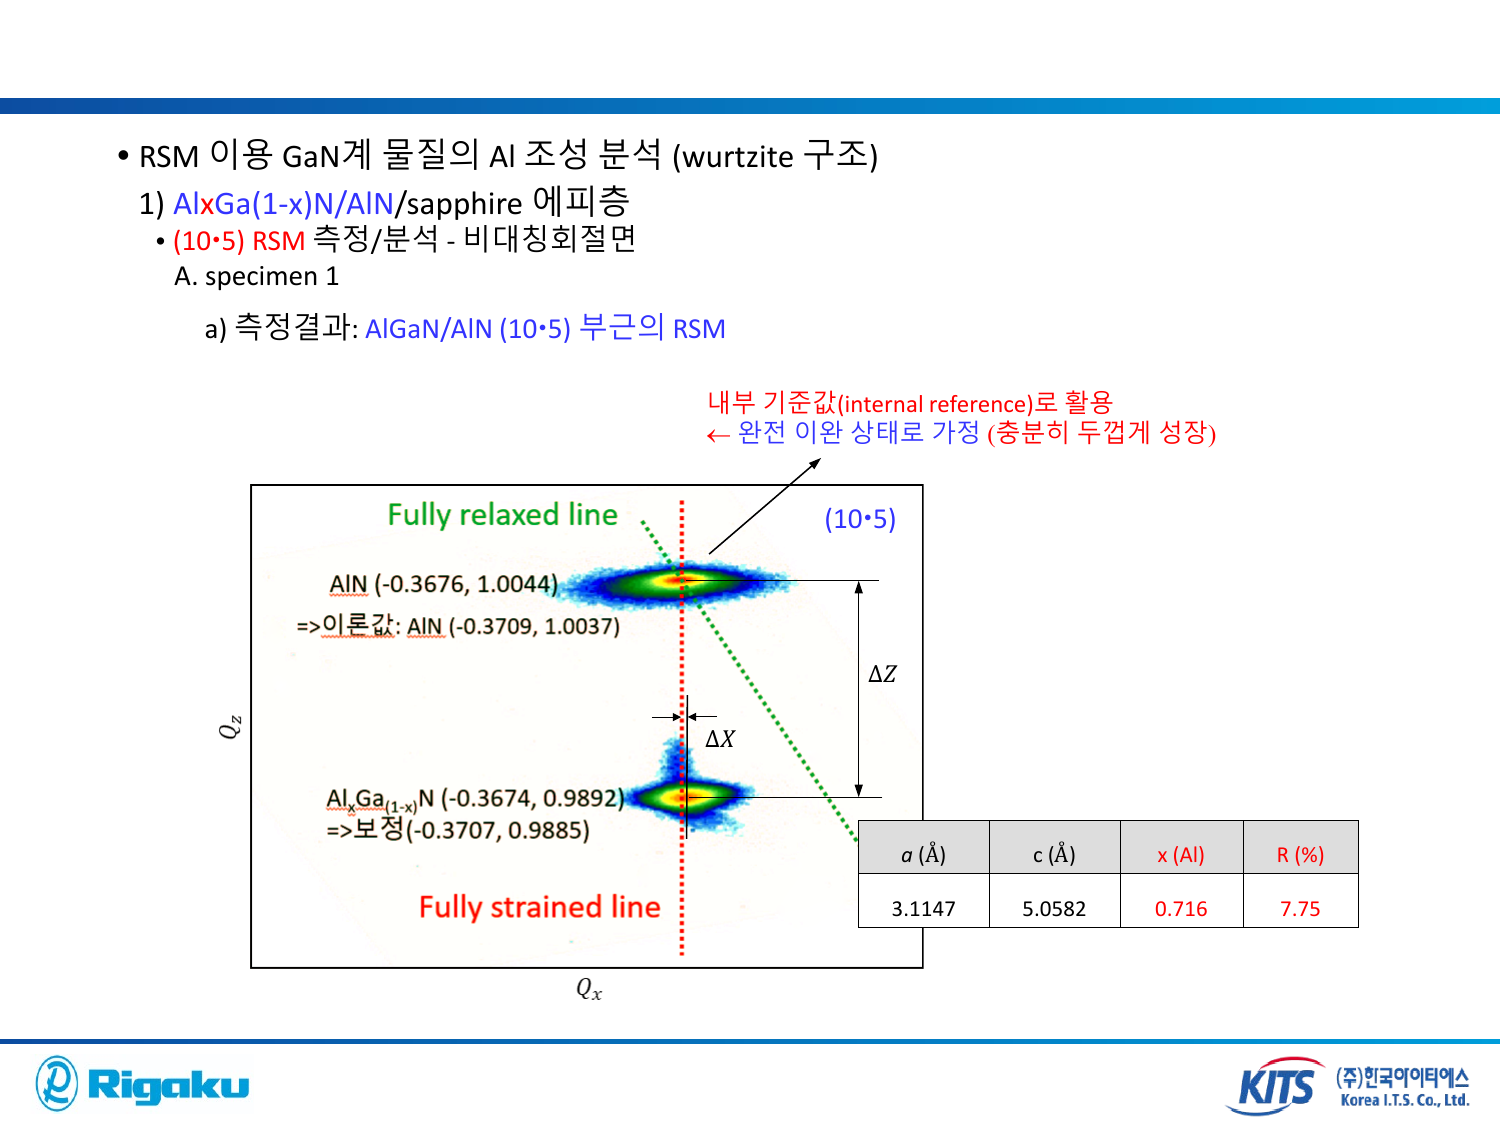 • RSM 이용 GaN계 물질의 Al 조성 분석 (wurtzite 구조)
1) AlxGa(1-x)N/AlN/sapphire 에피층
• (10•5) RSM 측정/분석 - 비대칭회절면
A. specimen 1
a) 측정결과: AlGaN/AlN (10•5) 부근의 RSM
내부 기준값(internal reference)로 활용
← 완전 이완 상태로 가정 (충분히 두껍게 성장)
Fully relaxed line
(10•5)
AlN (-0.3676, 1.0044)
=>이론값: AlN (-0.3709, 1.0037)
ΔZ
Qz
ΔX
AlxGa(1-x)N (-0.3674, 0.9892)
=>보정(-0.3707, 0.9885)
Fully strained line
a (Å) c (Å) x (Al) R (%)
3.1147 5.0582 0.716 7.75
Qx
Rigaku
KITS (주)한국아이티에스
Korea I.T.S. Co., Ltd.